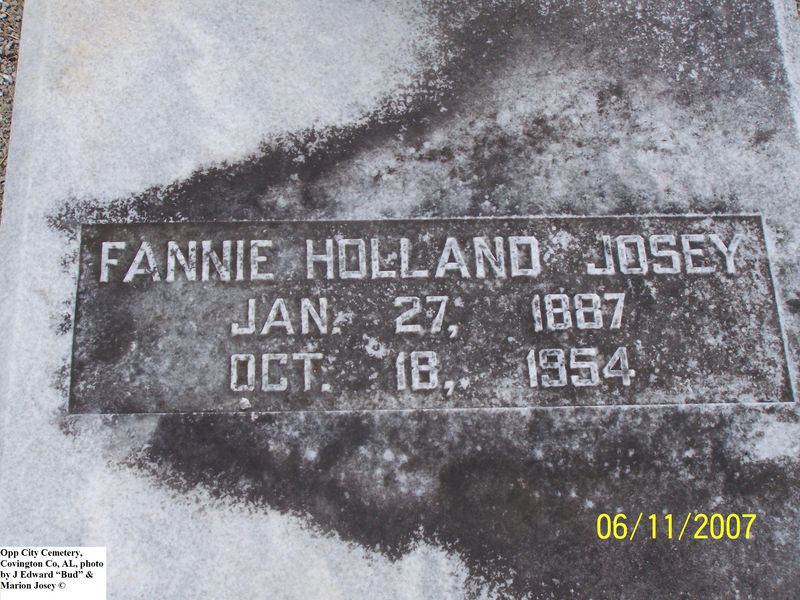 FANNIE HOLLAND JOSEY
JAN. 27, 1887
OCT. 18, 1954
06/11/2007
Opp City Cemetery,
Covington Co, AL, photo
by J Edward “Bud” &
Marion Josey ©